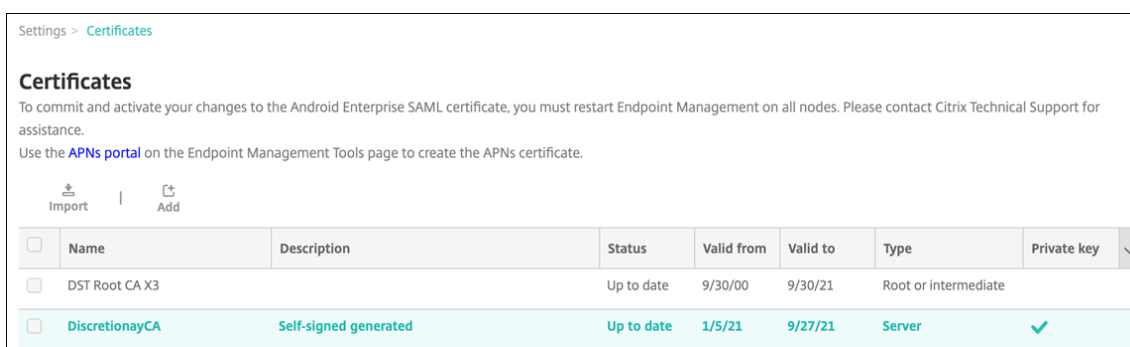 Settings > Certificates
Certificates
To commit and activate your changes to the Android Enterprise SAML certificate, you must restart Endpoint Management on all nodes. Please contact Citrix Technical Support for
assistance.
Use the APNs portal on the Endpoint Management Tools page to create the APNs certificate.
Import | Add
Name Description Status Valid from Valid to Type Private key
DST Root CA X3 Up to date 9/30/00 9/30/21 Root or intermediate
DiscretionayCA Self-signed generated Up to date 1/5/21 9/27/21 Server